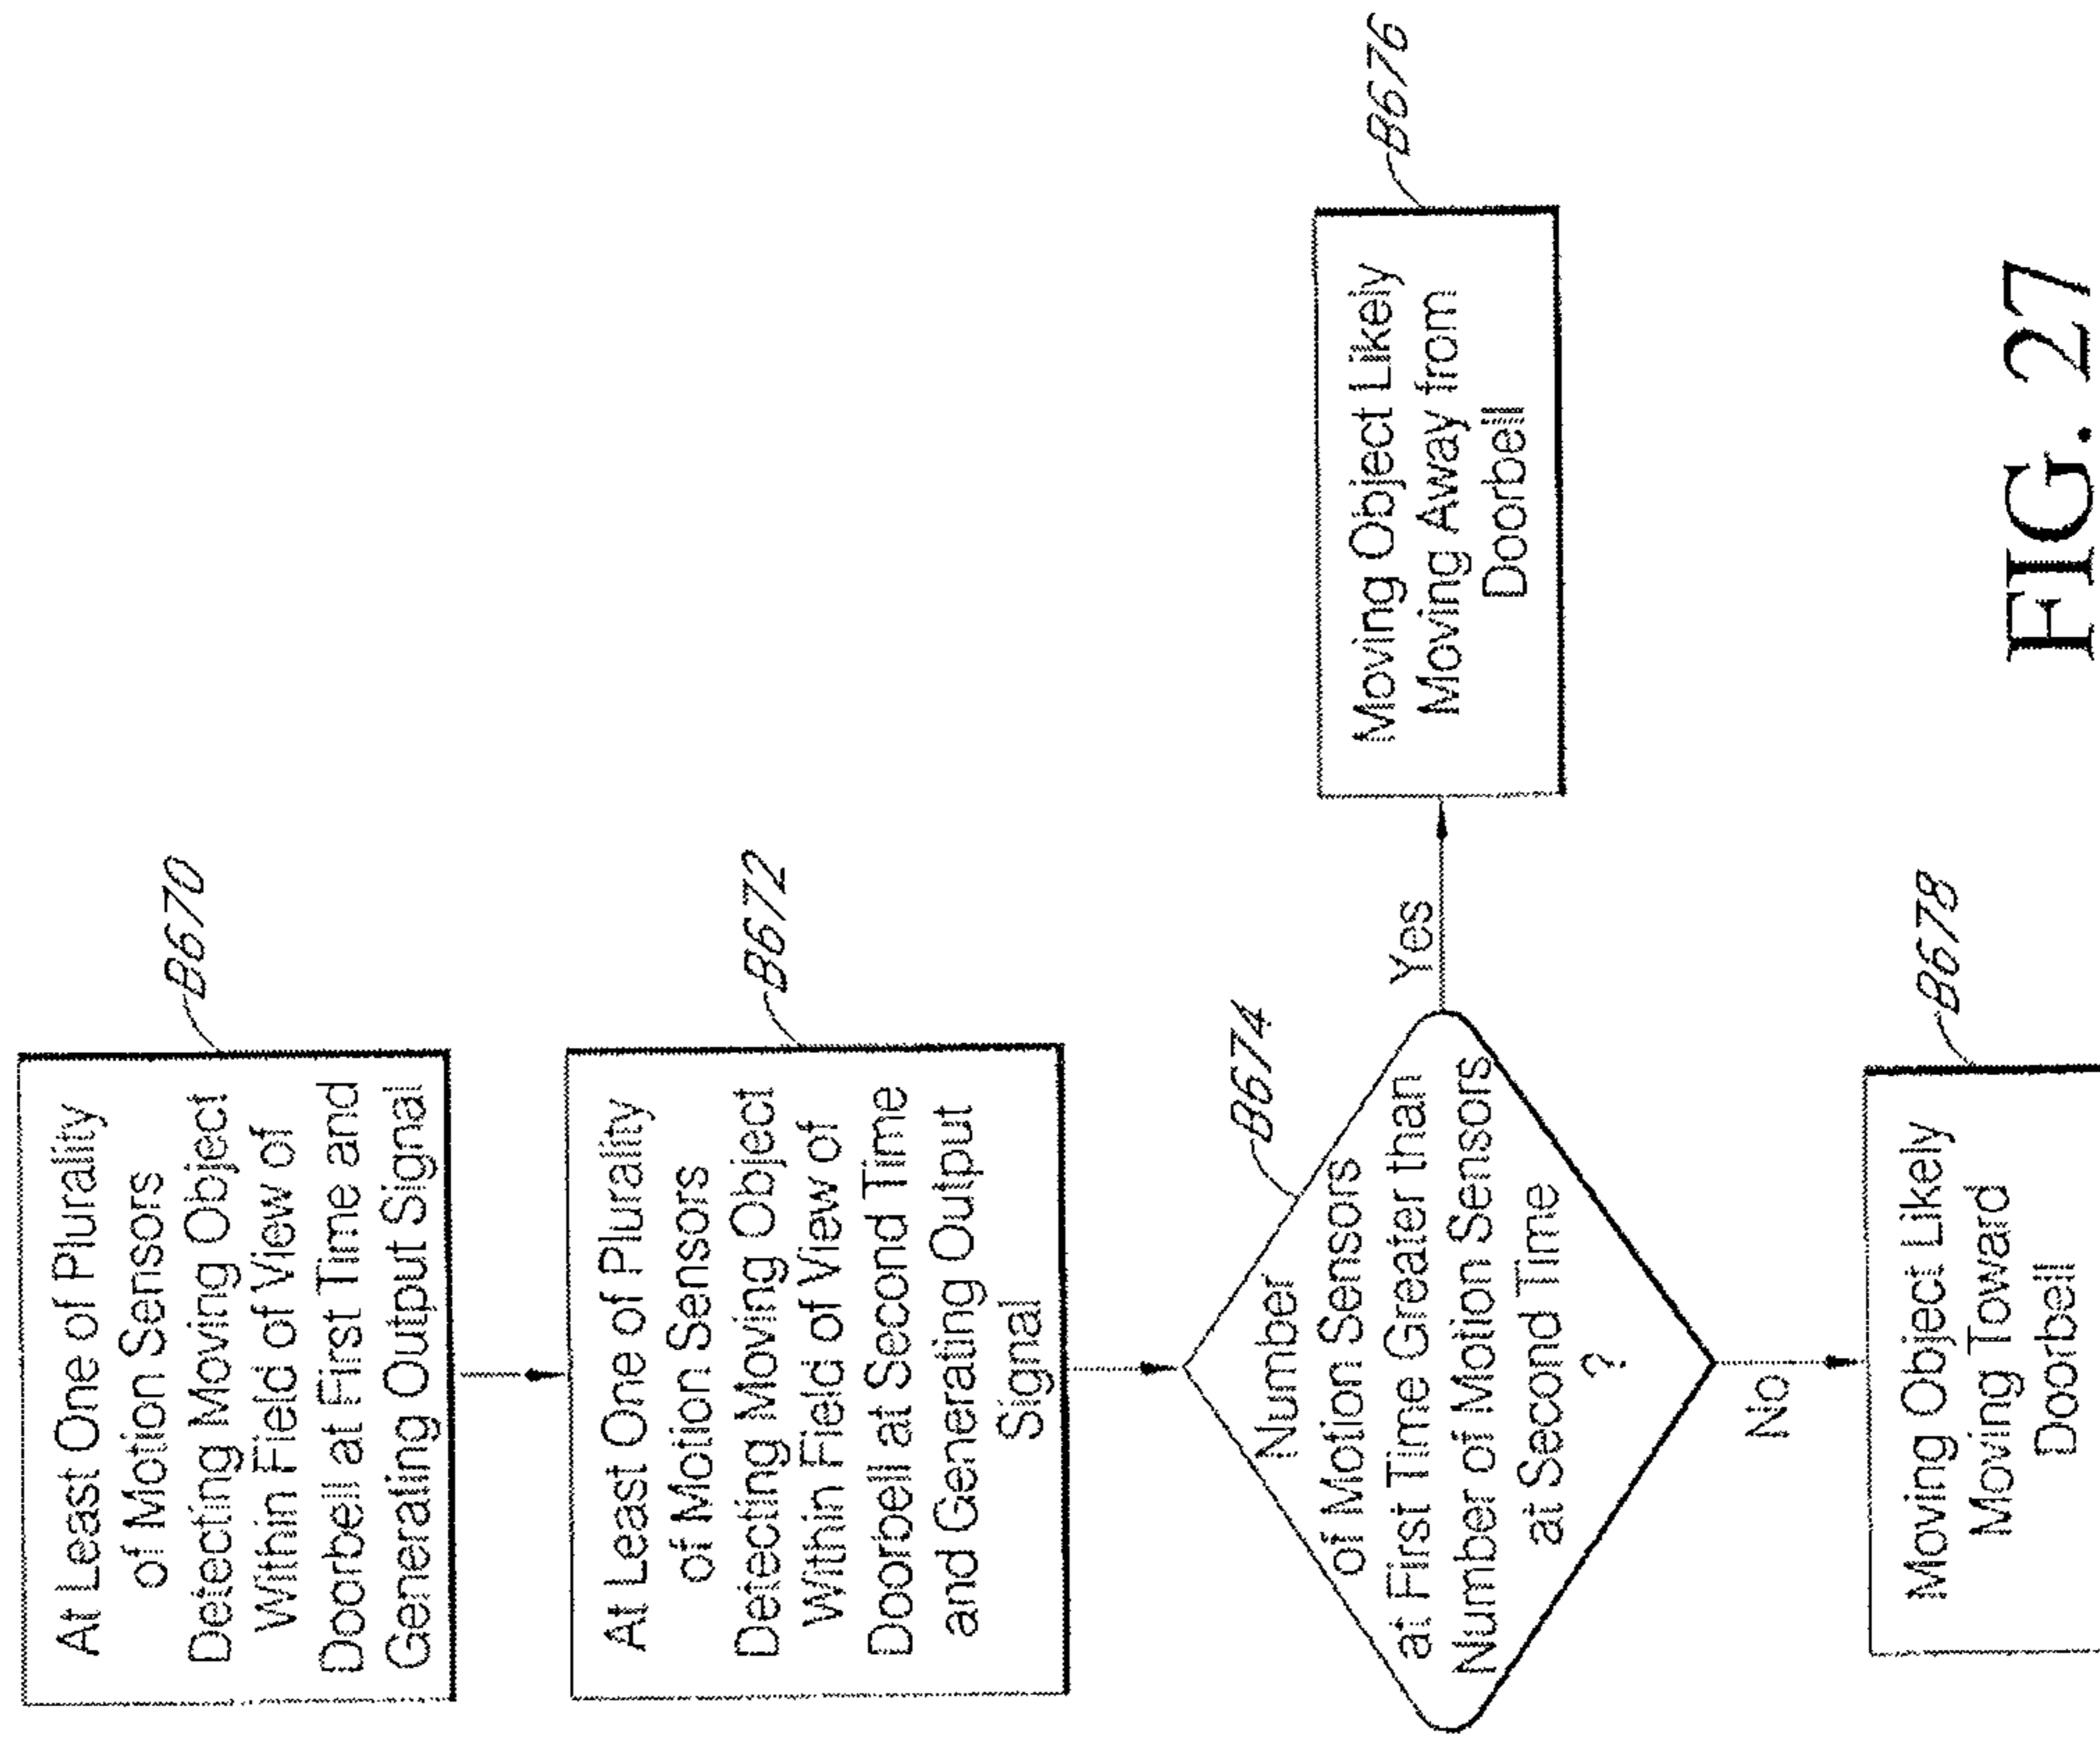 B670
At Least One of Plurality
of Motion Sensors
Detecting Moving Object
Within Field of View of
Doorbell at First Time and
Generating Output Signal
B672
At Least One of Plurality
of Motion Sensors
Detecting Moving Object
Within Field of View of
Doorbell at Second Time
and Generating Output
Signal
B674
Number
of Motion Sensors
at First Time Greater than
Number of Motion Sensors
at Second Time
?
Yes
B676
Moving Object Likely
Moving Away from
Doorbell
No
B678
Moving Object Likely
Moving Toward
Doorbell
FIG. 27